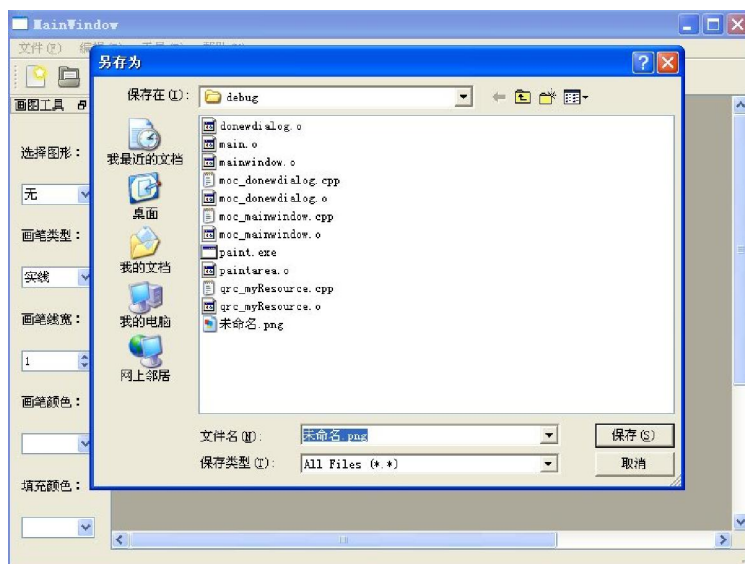 MainWindow
文件(F)
另存为
保存在(I):
debug
画图工具
选择图形：
无
画笔类型：
实线
画笔线宽：
1
画笔颜色：
填充颜色：
我最近的文档
桌面
我的文档
我的电脑
网上邻居
donewdialog.o
main.o
mainwindow.o
moc_donewdialog.cpp
moc_donewdialog.o
moc_mainwindow.cpp
moc_mainwindow.o
paint.exe
paintarea.o
qrc_myResource.cpp
qrc_myResource.o
未命名.png
文件名(N):
未命名.png
保存(S)
保存类型(T):
All Files (*.*)
取消